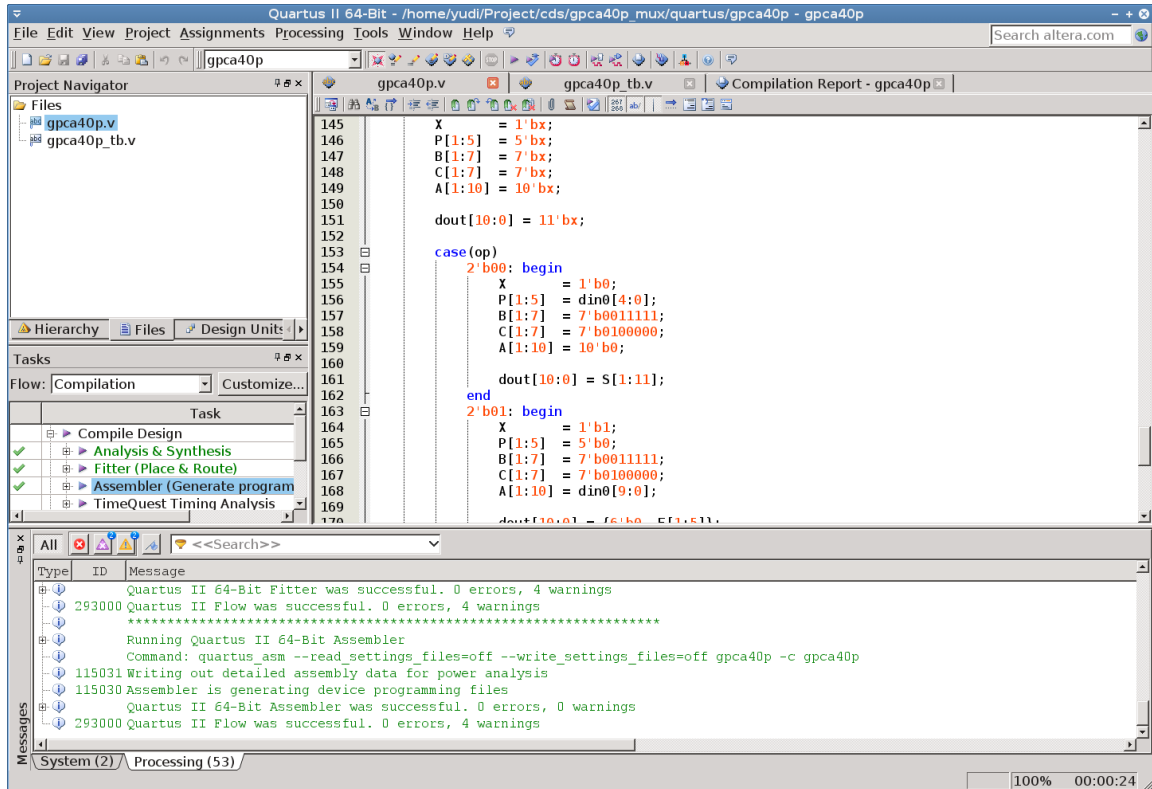 Quartus II 64-Bit - /home/yudi/Project/cds/gpca40p_mux/quartus/gpca40p - gpca40p
File Edit View Project Assignments Processing Tools Window Help
Search altera.com
gpca40p
Project Navigator
Files
gpca40p.v
gpca40p_tb.v
Hierarchy Files Design Units
Tasks
Flow: Compilation Customize...
Task
Compile Design
Analysis & Synthesis
Fitter (Place & Route)
Assembler (Generate program
TimeQuest Timing Analysis
gpca40p.v gpca40p_tb.v Compilation Report - gpca40p
267
268 ab/
145 X = 1'bx;
146 P[1:5] = 5'bx;
147 B[1:7] = 7'bx;
148 C[1:7] = 7'bx;
149 A[1:10] = 10'bx;
150
151 dout[10:0] = 11'bx;
152
153 case(op)
154 2'b00: begin
155 X = 1'b0;
156 P[1:5] = din0[4:0];
157 B[1:7] = 7'b0011111;
158 C[1:7] = 7'b0100000;
159 A[1:10] = 10'b0;
160
161 dout[10:0] = S[1:11];
162 end
163 2'b01: begin
164 X = 1'b1;
165 P[1:5] = 5'b0;
166 B[1:7] = 7'b0011111;
167 C[1:7] = 7'b0100000;
168 A[1:10] = din0[9:0];
169
170 dout[10:0] = {6'b0, F[1:5]};
All <<Search>>
Type ID Message
Quartus II 64-Bit Fitter was successful. 0 errors, 4 warnings
293000 Quartus II Flow was successful. 0 errors, 4 warnings
*******************************************************************
Running Quartus II 64-Bit Assembler
Command: quartus_asm --read_settings_files=off --write_settings_files=off gpca40p -c gpca40p
115031 Writing out detailed assembly data for power analysis
115030 Assembler is generating device programming files
Quartus II 64-Bit Assembler was successful. 0 errors, 0 warnings
293000 Quartus II Flow was successful. 0 errors, 4 warnings
Messages
System (2) Processing (53)
100% 00:00:24